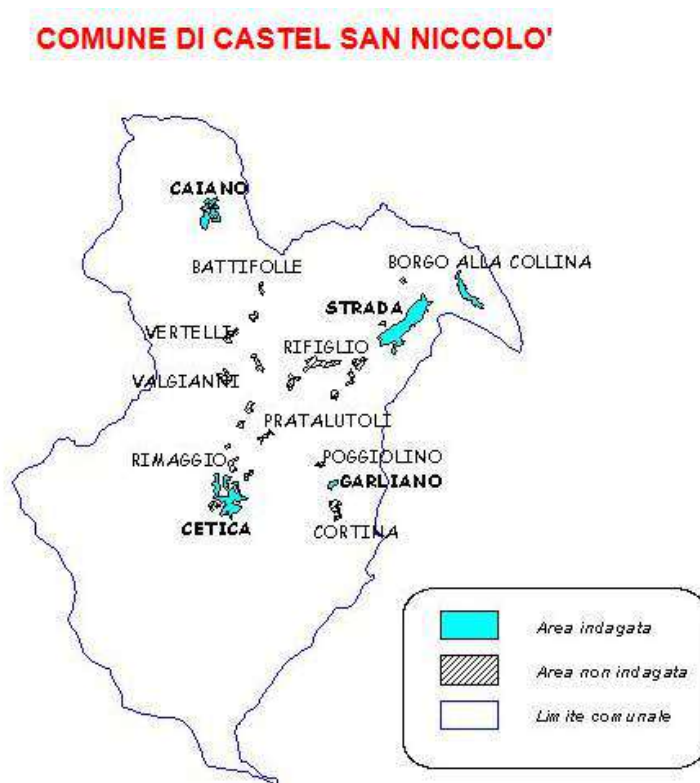 COMUNE DI CASTEL SAN NICCOLO'
CAIANO
BATTIFOLLE
BORGO ALLA COLLINA
STRADA
VERTELLI
RIFIGLIO
VALGIANNI
PRATALUTOLI
RIMAGGIO
POGGIOLINO
GARLIANO
CETICA
CORTINA
Area indagata
Area non indagata
Limite comunale